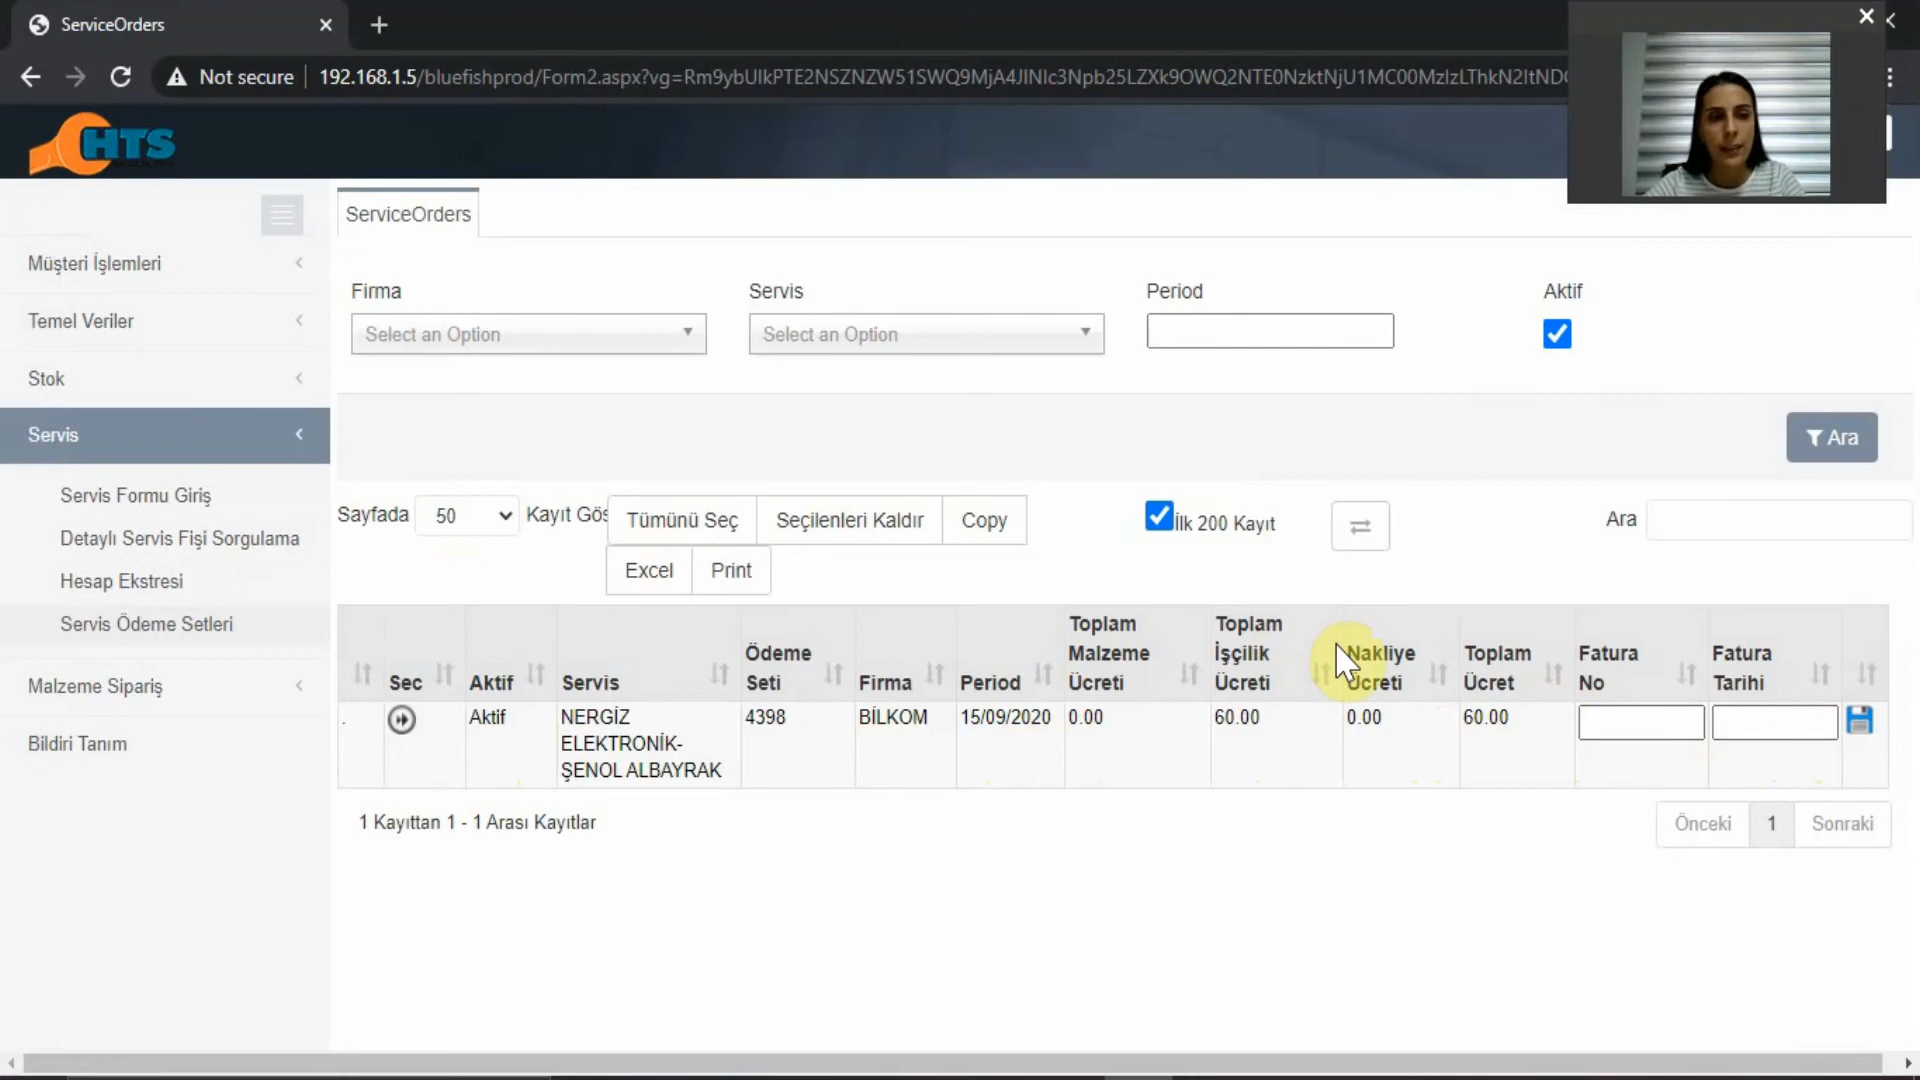 ServiceOrders
Not secure
192.168.1.5/bluefishprod/Form2.aspx?vg=
HTS
ServiceOrders
Müşteri İşlemleri
Temel Veriler
Stok
Servis
Servis Formu Giriş
Detaylı Servis Fişi Sorgulama
Hesap Ekstresi
Servis Ödeme Setleri
Malzeme Sipariş
Bildiri Tanım
Firma Servis Period Aktif
Select an Option Select an Option
Ara
Sayfada 50 Kayıt Gös Tümünü Seç Seçilenleri Kaldır Copy İlk 200 Kayıt Ara
Excel Print
Sec Aktif Servis Ödeme Seti Firma Period Toplam Malzeme Ücreti Toplam İşçilik Ücreti Nakliye Ücreti Toplam Ücret Fatura No Fatura Tarihi
. Aktif NERGİZ 4398 BİLKOM 15/09/2020 0.00 60.00 0.00 60.00
ELEKTRONİK-
ŞENOL ALBAYRAK
1 Kayıttan 1 - 1 Arası Kayıtlar
Önceki 1 Sonraki